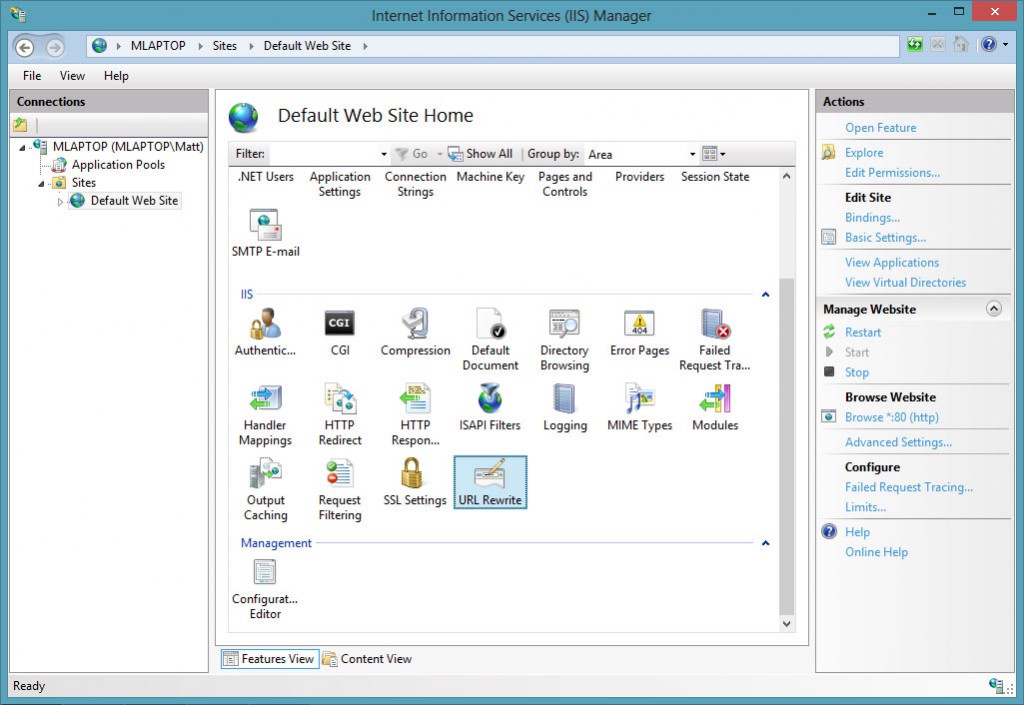 Internet Information Services (IIS) Manager
MLAPTOP Sites Default Web Site
File View Help
Connections
MLAPTOP (MLAPTOP\Matt)
Application Pools
Sites
Default Web Site
Default Web Site Home
Filter: Go Show All Group by: Area
.NET Users
Application
Settings
Connection
Strings
Machine Key
Pages and
Controls
Providers
Session State
SMTP E-mail
IIS
Authentic...
CGI
CGI
Compression
Default
Document
Directory
Browsing
404
Error Pages
Failed
Request Tra...
Handler
Mappings
HTTP
Redirect
HTTP
Respon...
ISAPI Filters
Logging
MIME Types
Modules
Output
Caching
Request
Filtering
SSL Settings
URL Rewrite
Management
Configurat...
Editor
Features View Content View
Actions
Open Feature
Explore
Edit Permissions...
Edit Site
Bindings...
Basic Settings...
View Applications
View Virtual Directories
Manage Website
Restart
Start
Stop
Browse Website
Browse *:80 (http)
Advanced Settings...
Configure
Failed Request Tracing...
Limits...
Help
Online Help
Ready